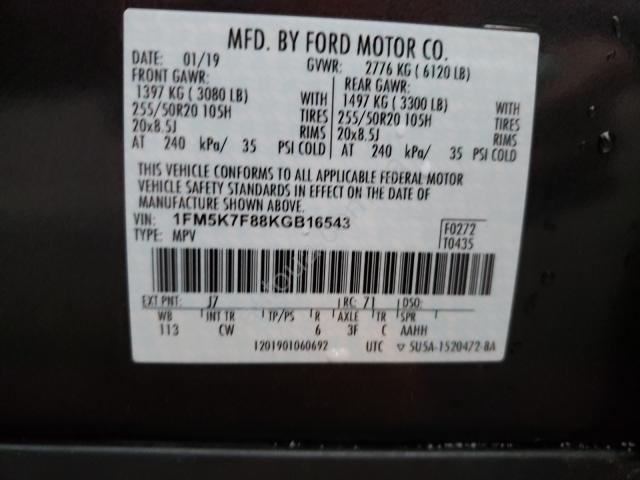 MFD. BY FORD MOTOR CO.
DATE: 01/19 GVWR: 2776 KG ( 6120 LB)
FRONT GAWR: REAR GAWR:
1397 KG ( 3080 LB) WITH 1497 KG ( 3300 LB) WITH
255/50R20 105H TIRES 255/50R20 105H TIRES
20x8.5J RIMS 20x8.5J RIMS
AT 240 kPa/ 35 PSI COLD AT 240 kPa/ 35 PSI COLD
THIS VEHICLE CONFORMS TO ALL APPLICABLE FEDERAL MOTOR
VEHICLE SAFETY STANDARDS IN EFFECT ON THE DATE OF
MANUFACTURE SHOWN ABOVE.
VIN: 1FM5K7F88KGB16543 F0272
TYPE: MPV T0435
EXT PNT: J7 RC: 71 DSO:
WB INT TR TP/PS R AXLE TR SPR
113 CW 6 3F C AAHH
1201901060692 UTC ▽ 5U5A-1520472-BA